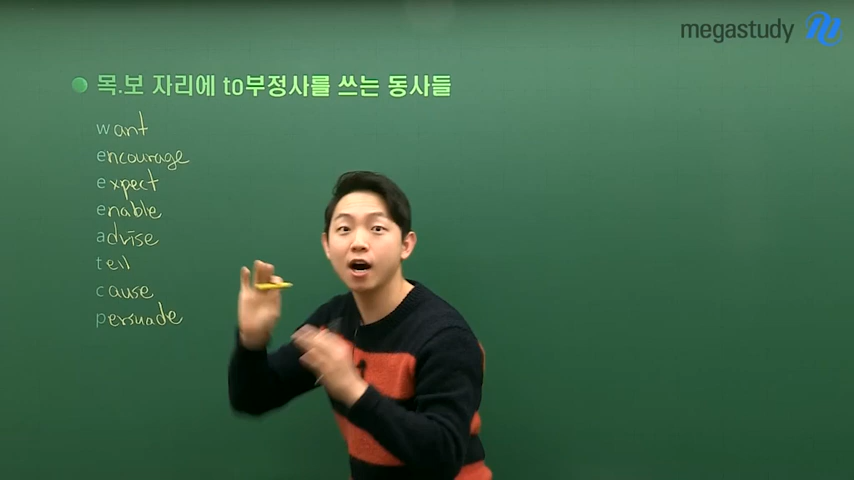 megastudy
목.보 자리에 to부정사를 쓰는 동사들
want
encourage
expect
enable
advise
tell
cause
persuade